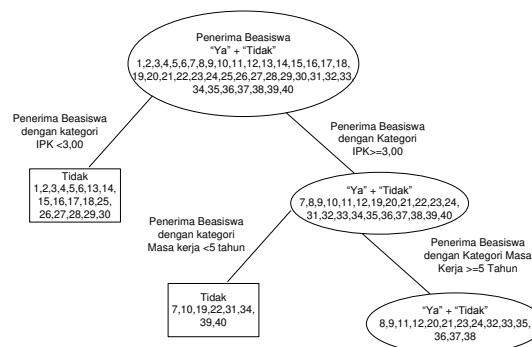 Penerima Beasiswa
“Ya” + “Tidak”
1,2,3,4,5,6,7,8,9,10,11,12,13,14,15,16,17,18,
19,20,21,22,23,24,25,26,27,28,29,30,31,32,33,
34,35,36,37,38,39,40
Penerima Beasiswa
dengan kategori
IPK <3,00
Penerima Beasiswa
dengan Kategori
IPK>=3,00
Tidak
1,2,3,4,5,6,13,14,
15,16,17,18,25,
26,27,28,29,30
“Ya” + “Tidak”
7,8,9,10,11,12,19,20,21,22,23,24,
31,32,33,34,35,36,37,38,39,40
Penerima Beasiswa
dengan kategori
Masa kerja <5 tahun
Penerima Beasiswa
dengan Kategori Masa
Kerja >=5 Tahun
Tidak
7,10,19,22,31,34,
39,40
“Ya” + “Tidak”
8,9,11,12,20,21,23,24,32,33,35,
36,37,38